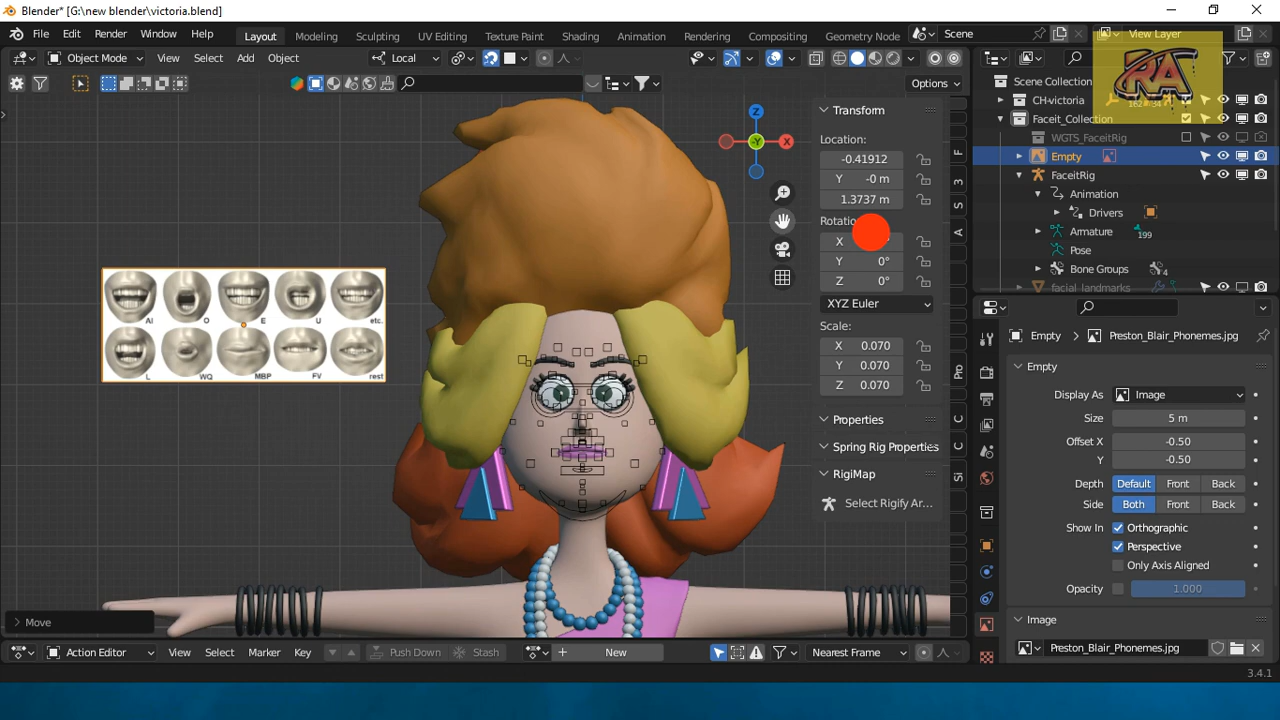 Blender* [G:\new blender\victoria.blend]
File Edit Render Window Help Layout Modeling Sculpting UV Editing Texture Paint Shading Animation Rendering Compositing Geometry Node Scene View Layer
Object Mode View Select Add Object Local
Options
RA
Scene Collection
CH-victoria
Faceit_Collection
WGTS_FaceitRig
Empty
FaceitRig
Animation
Drivers
Armature 199
Pose
Bone Groups 4
facial_landmarks
Z
-Y X
AI O E U etc.
L WQ MBP FV rest
Transform
Location:
-0.41912
Y -0 m
1.3737 m
X
Y 0°
Z 0°
XYZ Euler
Scale:
X 0.070
Y 0.070
Z 0.070
Properties
Spring Rig Properties
RigiMap
Select Rigify Ar...
F
3
S
A
Pro
C
C
Si
Empty Preston_Blair_Phonemes.jpg
Empty
Display As Image
Size 5 m
Offset X -0.50
Y -0.50
Depth Default Front Back
Side Both Front Back
Show In Orthographic
Perspective
Only Axis Aligned
Opacity 1.000
Image
Preston_Blair_Phonemes.jpg
Move
Action Editor View Select Marker Key Push Down Stash New Nearest Frame
3.4.1